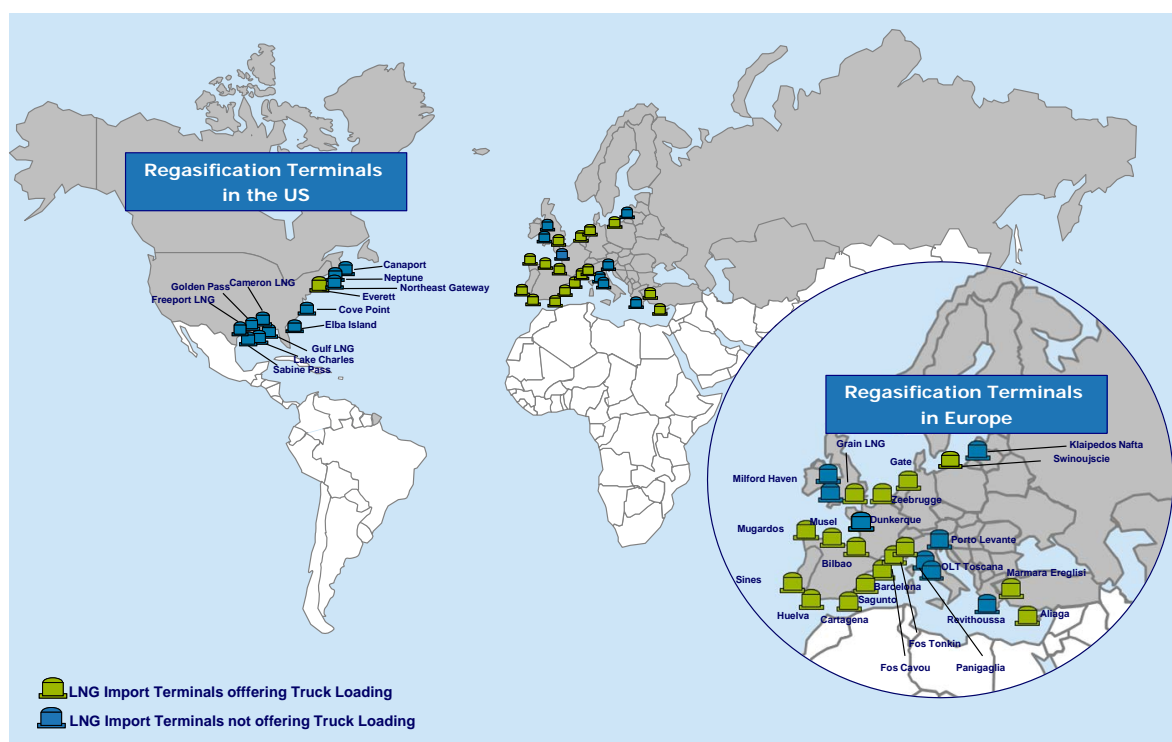 Regasification Terminals
in the US
Canaport
Neptune
Northeast Gateway
Everett
Cove Point
Elba Island
Cameron LNG
Golden Pass
Freeport LNG
Gulf LNG
Lake Charles
Sabine Pass
Regasification Terminals
in Europe
Grain LNG
Klaipedos Nafta
Swinoujscie
Gate
Milford Haven
Zeebrugge
Mugardos
Musel
Dunkerque
Porto Levante
Bilbao
OLT Toscana
Marmara Ereglisi
Sines
Barcelona
Sagunto
Huelva
Cartagena
Revithoussa
Aliaga
Fos Tonkin
Fos Cavou
Panigaglia
LNG Import Terminals offfering Truck Loading
LNG Import Terminals not offering Truck Loading